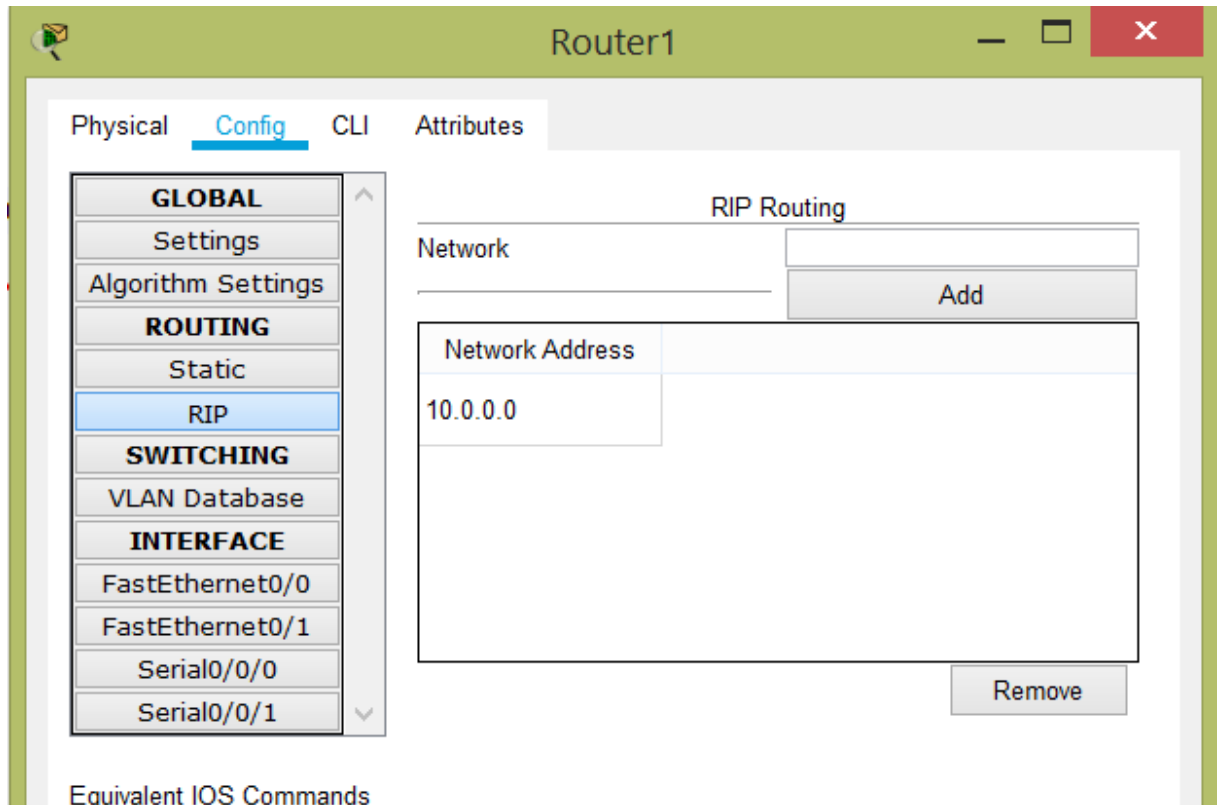 Router1
Physical Config CLI Attributes
GLOBAL
Settings
Algorithm Settings
ROUTING
Static
RIP
SWITCHING
VLAN Database
INTERFACE
FastEthernet0/0
FastEthernet0/1
Serial0/0/0
Serial0/0/1
RIP Routing
Network
Add
Network Address
10.0.0.0
Remove
Equivalent IOS Commands